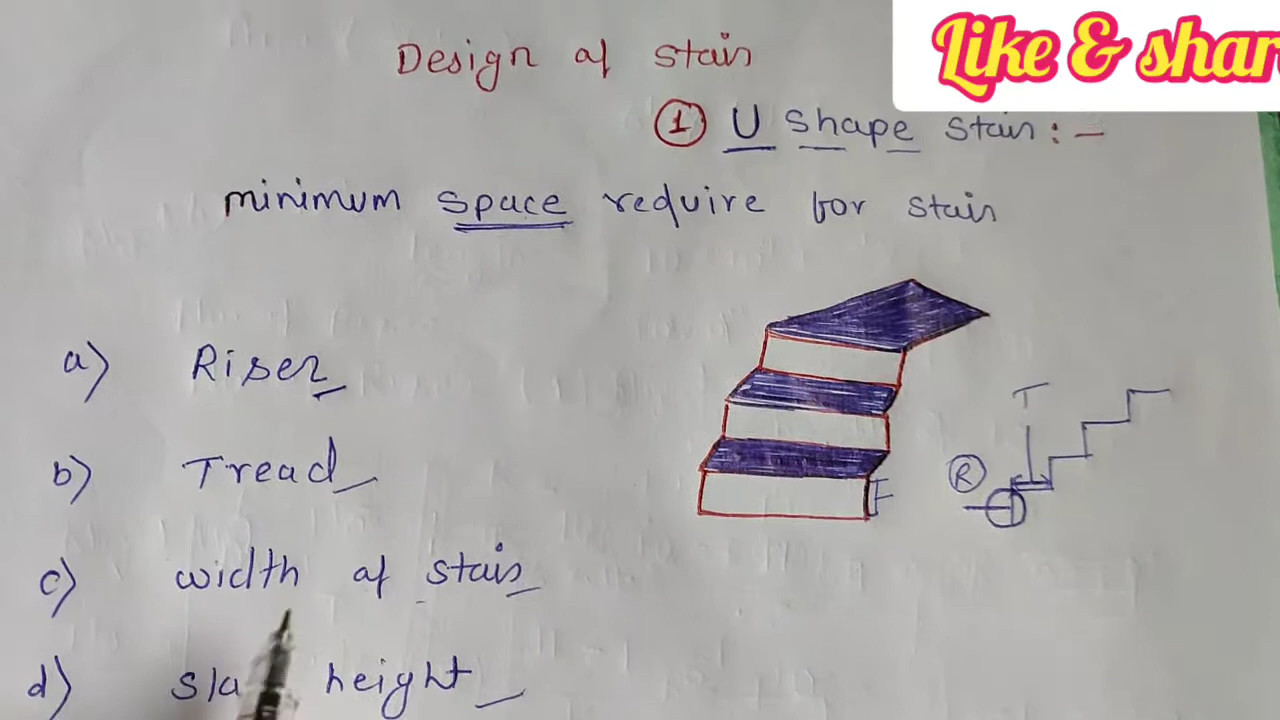 Like & shar
Design of stair
1 U shape stair : -
minimum space require for stair
a) Riser
b) Tread
T
R
c) width of stair
d) sla height